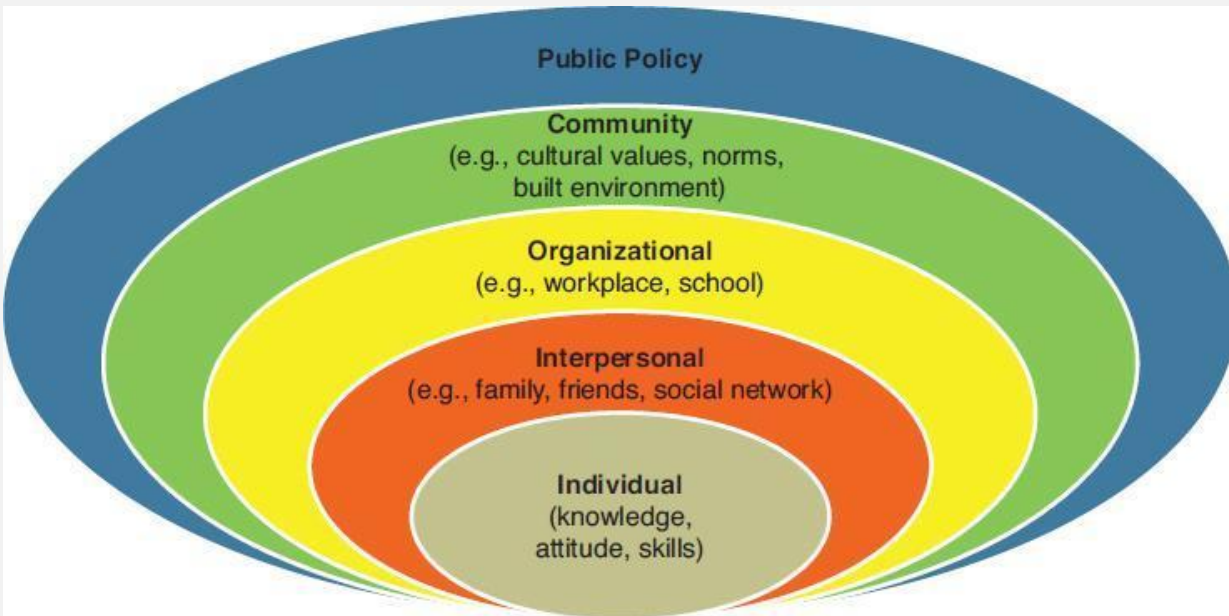 Public Policy
Community
(e.g., cultural values, norms,
built environment)
Organizational
(e.g., workplace, school)
Interpersonal
(e.g., family, friends, social network)
Individual
(knowledge,
attitude, skills)